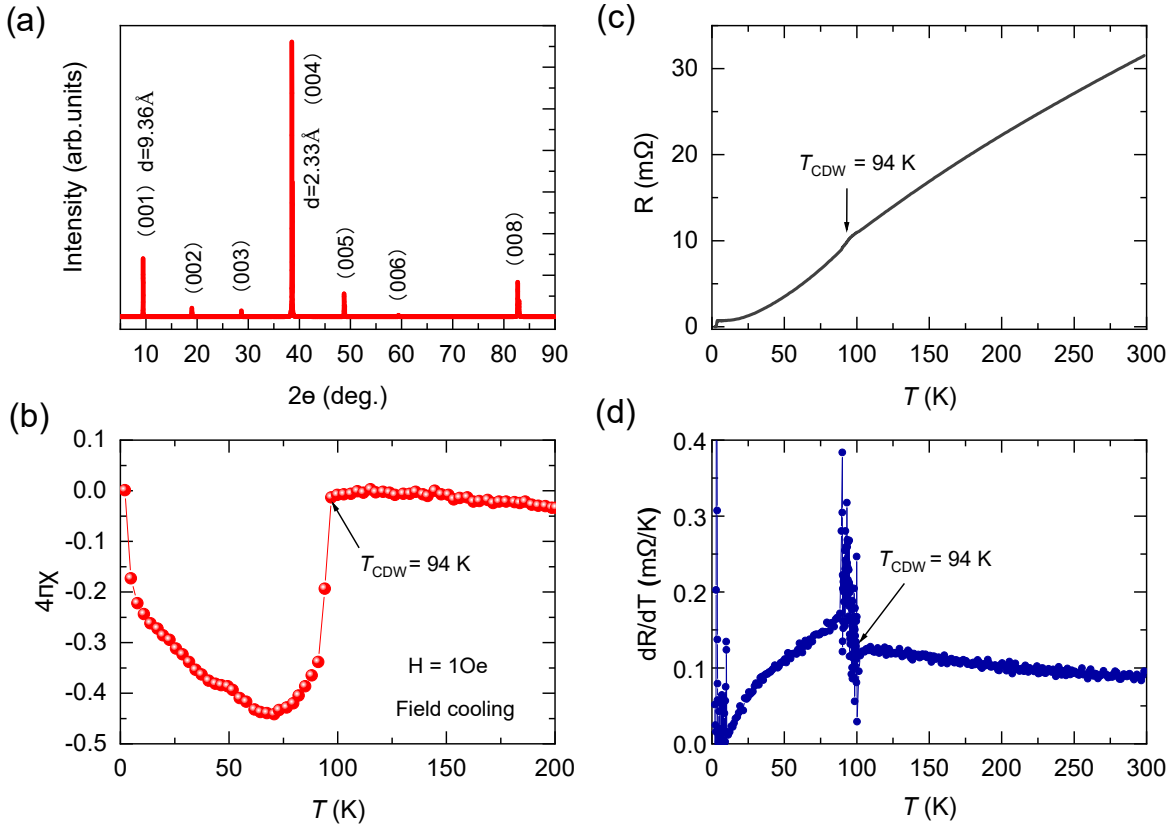 (a)
Intensity (arb.units)
(001) d=9.36Å
(002)
(003)
d=2.33Å (004)
(005)
(006)
(008)
10 20 30 40 50 60 70 80 90
2ɵ (deg.)
(b)
4πχ
0.1
0.0
-0.1
-0.2
-0.3
-0.4
-0.5
TCDW = 94 K
H = 1Oe
Field cooling
0 50 100 150 200
T (K)
(c)
R (mΩ)
30
20
10
0
TCDW = 94 K
0 50 100 150 200 250 300
T (K)
(d)
dR/dT (mΩ/K)
0.4
0.3
0.2
0.1
0.0
TCDW = 94 K
0 50 100 150 200 250 300
T (K)